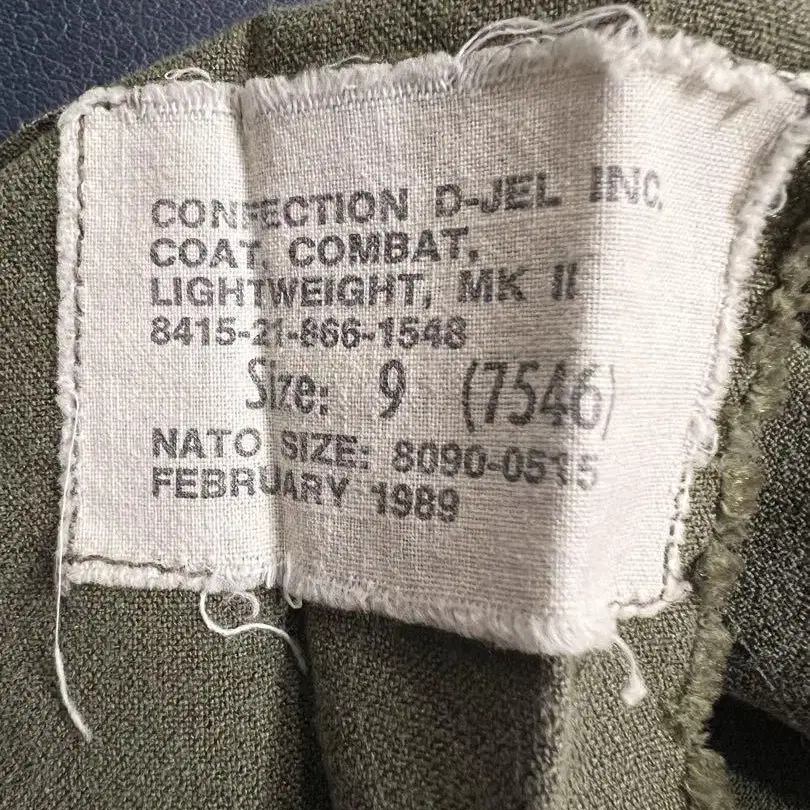 CONFECTION D-JEL INC.
COAT, COMBAT,
LIGHTWEIGHT, MK II
8415-21-866-1548
Size: 9 (7546)
NATO SIZE: 8090-0515
FEBRUARY 1989